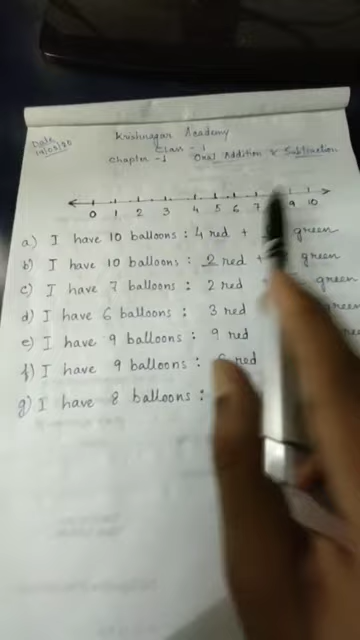 Date
Krishnagar Academy
Class - 1
Chapter - 1 Oral Addition & Subtraction
0 1 2 3 4 5 6 7 9 10
a) I have 10 balloons : 4 red + green
b) I have 10 balloons : 2 red + green
c) I have 7 balloons : 2 red green
d) I have 6 balloons : 3 red
e) I have 9 balloons : 9 red
f) I have 9 balloons : red
g) I have 8 balloons :